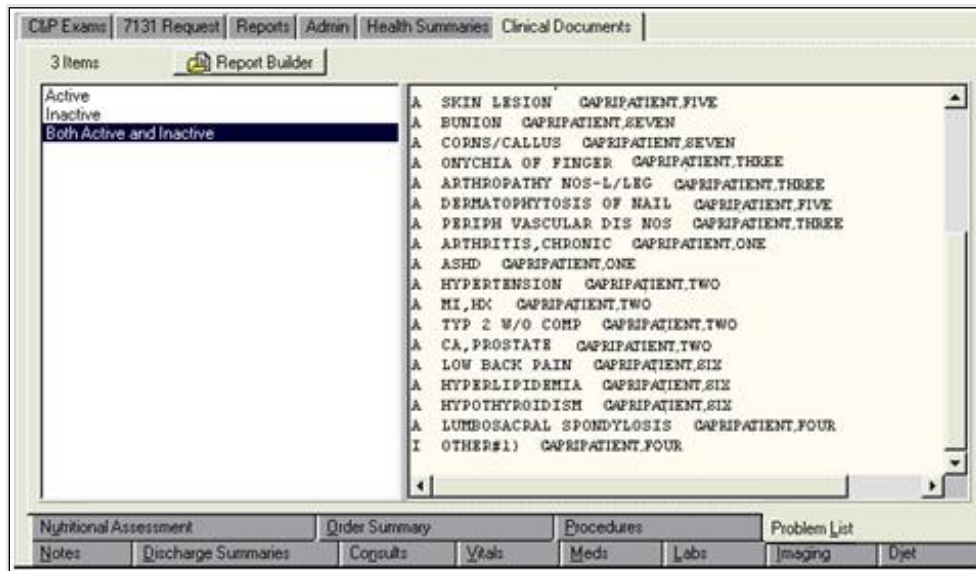 C&P Exams 7131 Request Reports Admin Health Summaries Clinical Documents
3 Items Report Builder
Active
Inactive
Both Active and Inactive
A SKIN LESION CAPRIPATIENT,FIVE
A BUNION CAPRIPATIENT,SEVEN
A CORNS/CALLUS CAPRIPATIENT,SEVEN
A ONYCHIA OF FINGER CAPRIPATIENT,THREE
A ARTHROPATHY NOS-L/LEG CAPRIPATIENT,THREE
A DERMATOPHYTOSIS OF NAIL CAPRIPATIENT,FIVE
A PERIPH VASCULAR DIS NOS CAPRIPATIENT,THREE
A ARTHRITIS,CHRONIC CAPRIPATIENT,ONE
A ASHD CAPRIPATIENT,ONE
A HYPERTENSION CAPRIPATIENT,TWO
A MI,HX CAPRIPATIENT,TWO
A TYP 2 W/O COMP CAPRIPATIENT,TWO
A CA,PROSTATE CAPRIPATIENT,TWO
A LOW BACK PAIN CAPRIPATIENT,SIX
A HYPERLIPIDEMIA CAPRIPATIENT,SIX
A HYPOTHYROIDISM CAPRIPATIENT,SIX
A LUMBOSACRAL SPONDYLOSIS CAPRIPATIENT,FOUR
I OTHER#1) CAPRIPATIENT,FOUR
Nutritional Assessment Order Summary Procedures Problem List
Notes Discharge Summaries Consults Vitals Meds Labs Imaging Djet